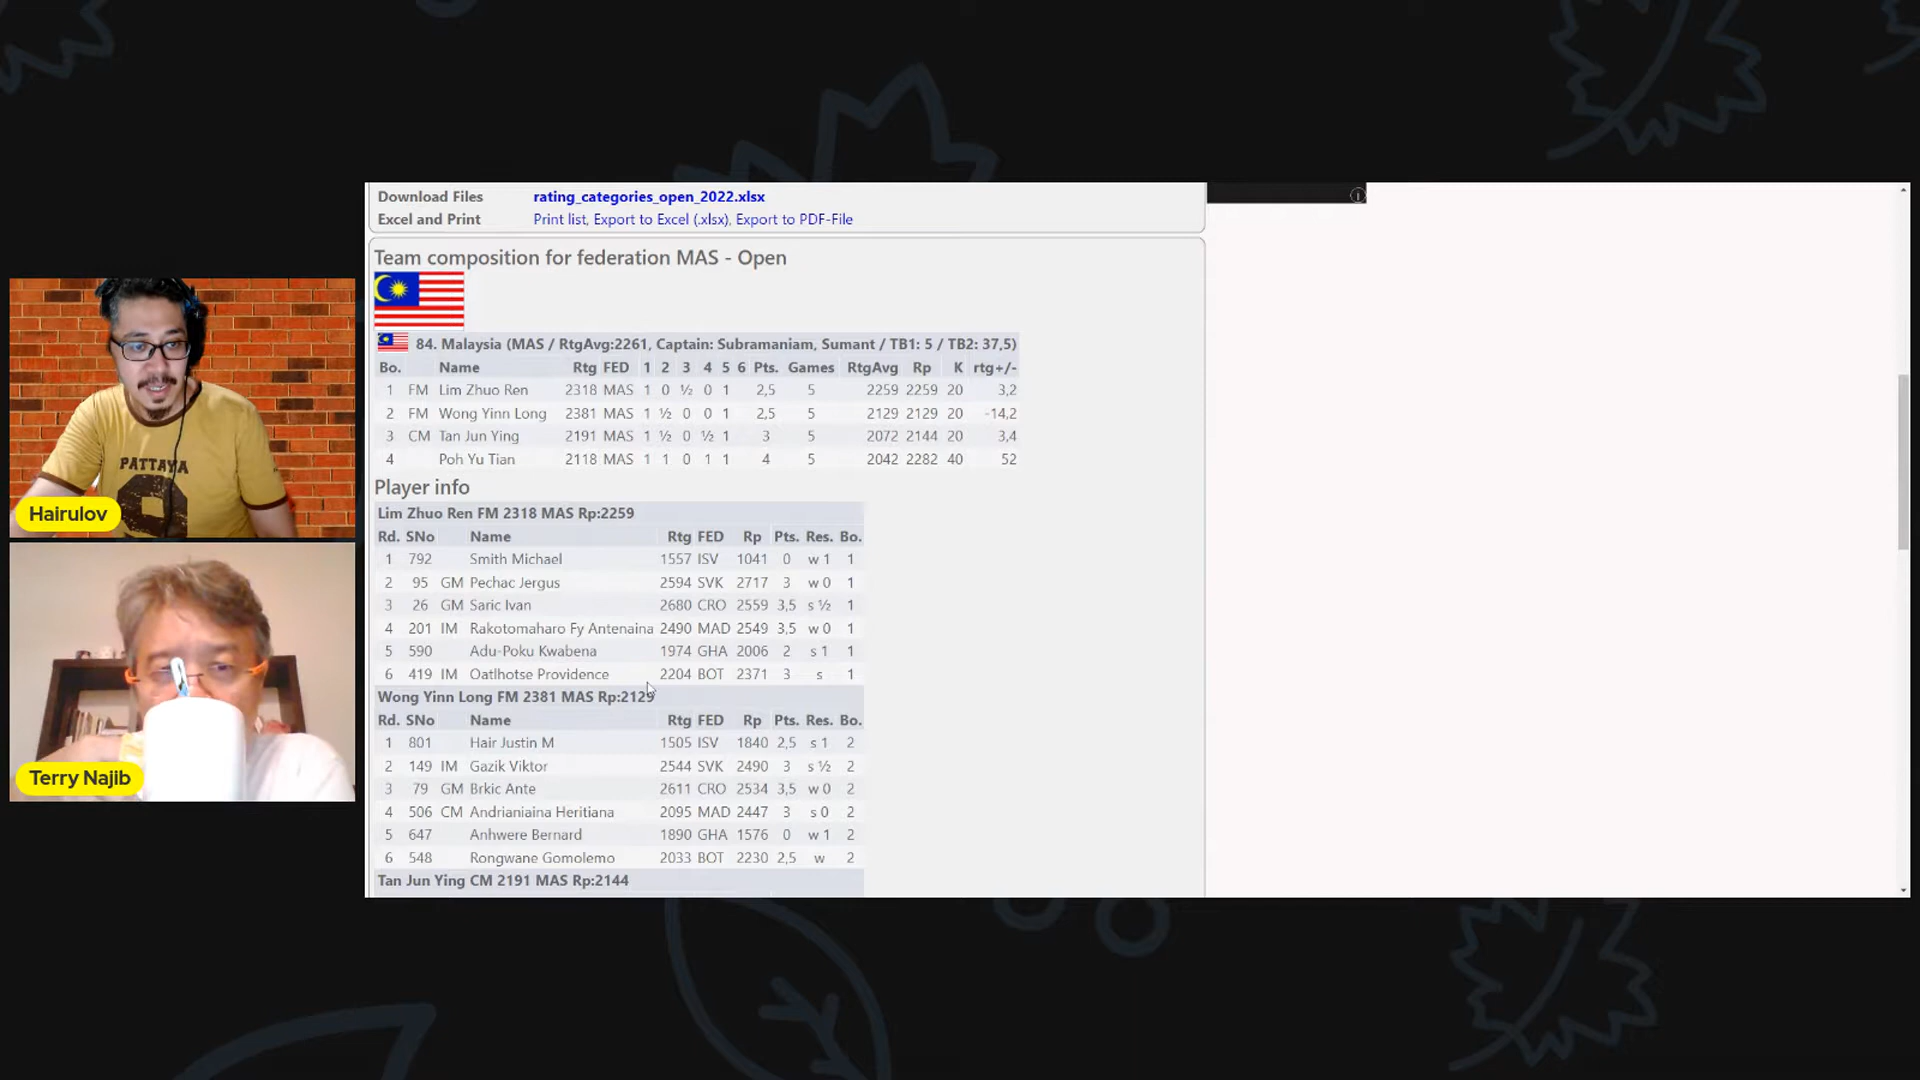 Download Files rating_categories_open_2022.xlsx
Excel and Print Print list, Export to Excel (.xlsx), Export to PDF-File
Team composition for federation MAS - Open
84. Malaysia (MAS / RtgAvg:2261, Captain: Subramaniam, Sumant / TB1: 5 / TB2: 37,5)
Bo. Name Rtg FED 1 2 3 4 5 6 Pts. Games RtgAvg Rp K rtg+/-
1 FM Lim Zhuo Ren 2318 MAS 1 0 ½ 0 1 2,5 5 2259 2259 20 3,2
2 FM Wong Yinn Long 2381 MAS 1 ½ 0 0 1 2,5 5 2129 2129 20 -14,2
3 CM Tan Jun Ying 2191 MAS 1 ½ 0 ½ 1 3 5 2072 2144 20 3,4
4 Poh Yu Tian 2118 MAS 1 1 0 1 1 4 5 2042 2282 40 52
Player info
Lim Zhuo Ren FM 2318 MAS Rp:2259
Rd. SNo Name Rtg FED Rp Pts. Res. Bo.
1 792 Smith Michael 1557 ISV 1041 0 w 1 1
2 95 GM Pechac Jergus 2594 SVK 2717 3 w 0 1
3 26 GM Saric Ivan 2680 CRO 2559 3,5 s ½ 1
4 201 IM Rakotomaharo Fy Antenaina 2490 MAD 2549 3,5 w 0 1
5 590 Adu-Poku Kwabena 1974 GHA 2006 2 s 1 1
6 419 IM Oatlhotse Providence 2204 BOT 2371 3 s 1
Wong Yinn Long FM 2381 MAS Rp:2129
Rd. SNo Name Rtg FED Rp Pts. Res. Bo.
1 801 Hair Justin M 1505 ISV 1840 2,5 s 1 2
2 149 IM Gazik Viktor 2544 SVK 2490 3 s ½ 2
3 79 GM Brkic Ante 2611 CRO 2534 3,5 w 0 2
4 506 CM Andrianiaina Heritiana 2095 MAD 2447 3 s 0 2
5 647 Anhwere Bernard 1890 GHA 1576 0 w 1 2
6 548 Rongwane Gomolemo 2033 BOT 2230 2,5 w 2
Tan Jun Ying CM 2191 MAS Rp:2144
PATTAYA
Hairulov
Terry Najib